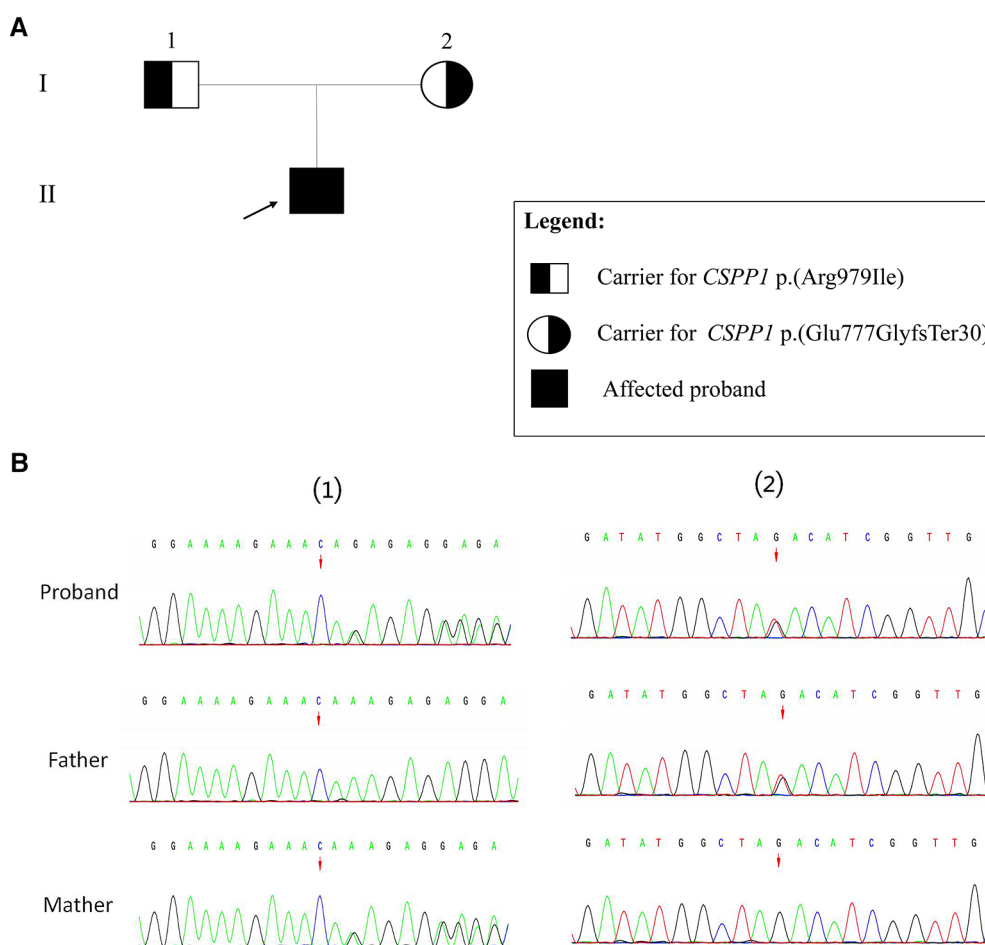 A
1
2
I
II
Legend:
Carrier for CSPP1 p.(Arg979Ile)
Carrier for CSPP1 p.(Glu777GlyfsTer30)
Affected proband
B
(1)
(2)
G G A A A A G A A A C A G A G A G G A G A
G A T A T G G C T A G A C A T C G G T T G
Proband
G G A A A A G A A A C A A A G A G A G G A
G A T A T G G C T A G A C A T C G G T T G
Father
G G A A A A G A A A C A A A G A G G A G A
G A T A T G G C T A G A C A T C G G T T G
Mather